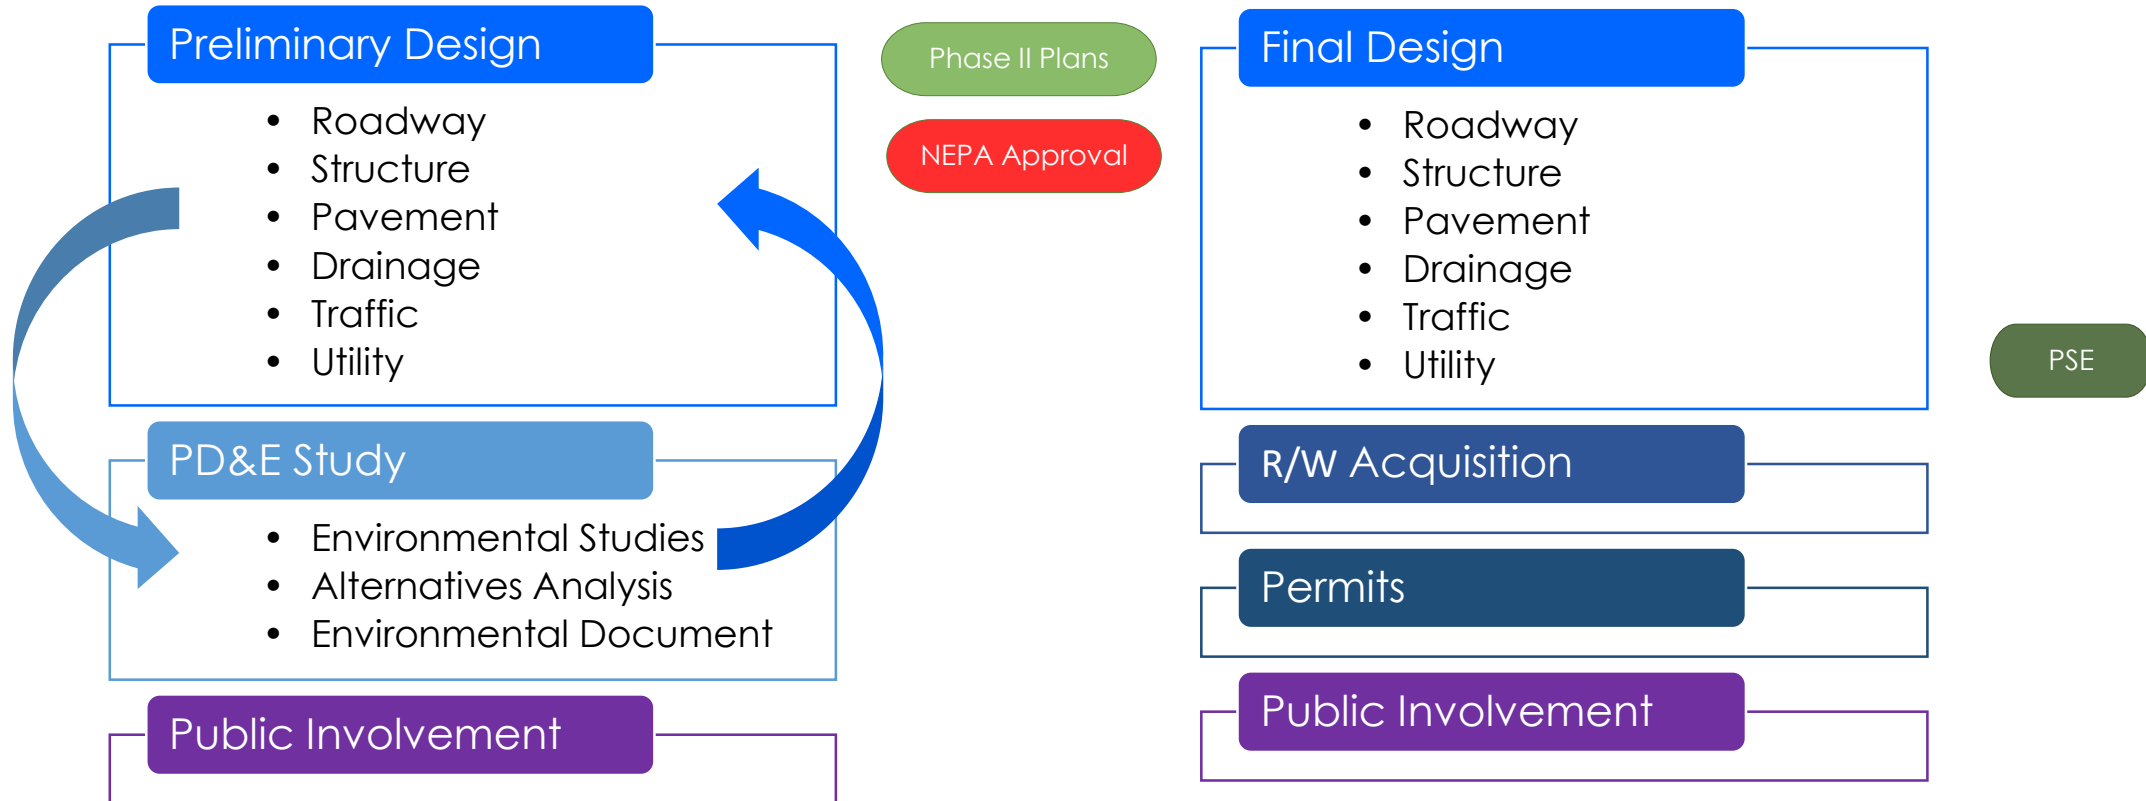 Preliminary Design
• Roadway
• Structure
• Pavement
• Drainage
• Traffic
• Utility
PD&E Study
• Environmental Studies
• Alternatives Analysis
• Environmental Document
Public Involvement
Phase II Plans
NEPA Approval
Final Design
• Roadway
• Structure
• Pavement
• Drainage
• Traffic
• Utility
R/W Acquisition
Permits
Public Involvement
PSE